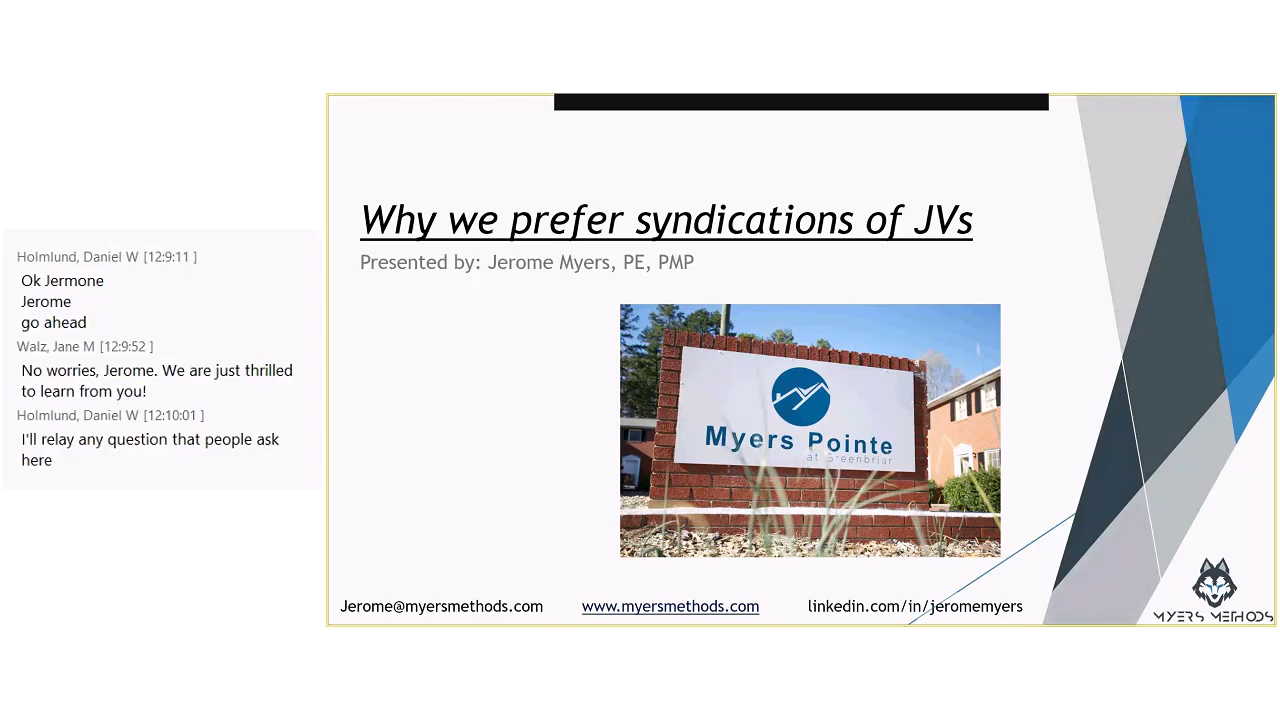 Holmlund, Daniel W [12:9:11 ]
Ok Jermone
Jerome
go ahead
Walz, Jane M [12:9:52 ]
No worries, Jerome. We are just thrilled
to learn from you!
Holmlund, Daniel W [12:10:01 ]
I'll relay any question that people ask
here
Why we prefer syndications of JVs
Presented by: Jerome Myers, PE, PMP
Myers Pointe
at Greenbriar
Jerome@myersmethods.com
www.myersmethods.com
linkedin.com/in/jeromemyers
MYERS METHODS